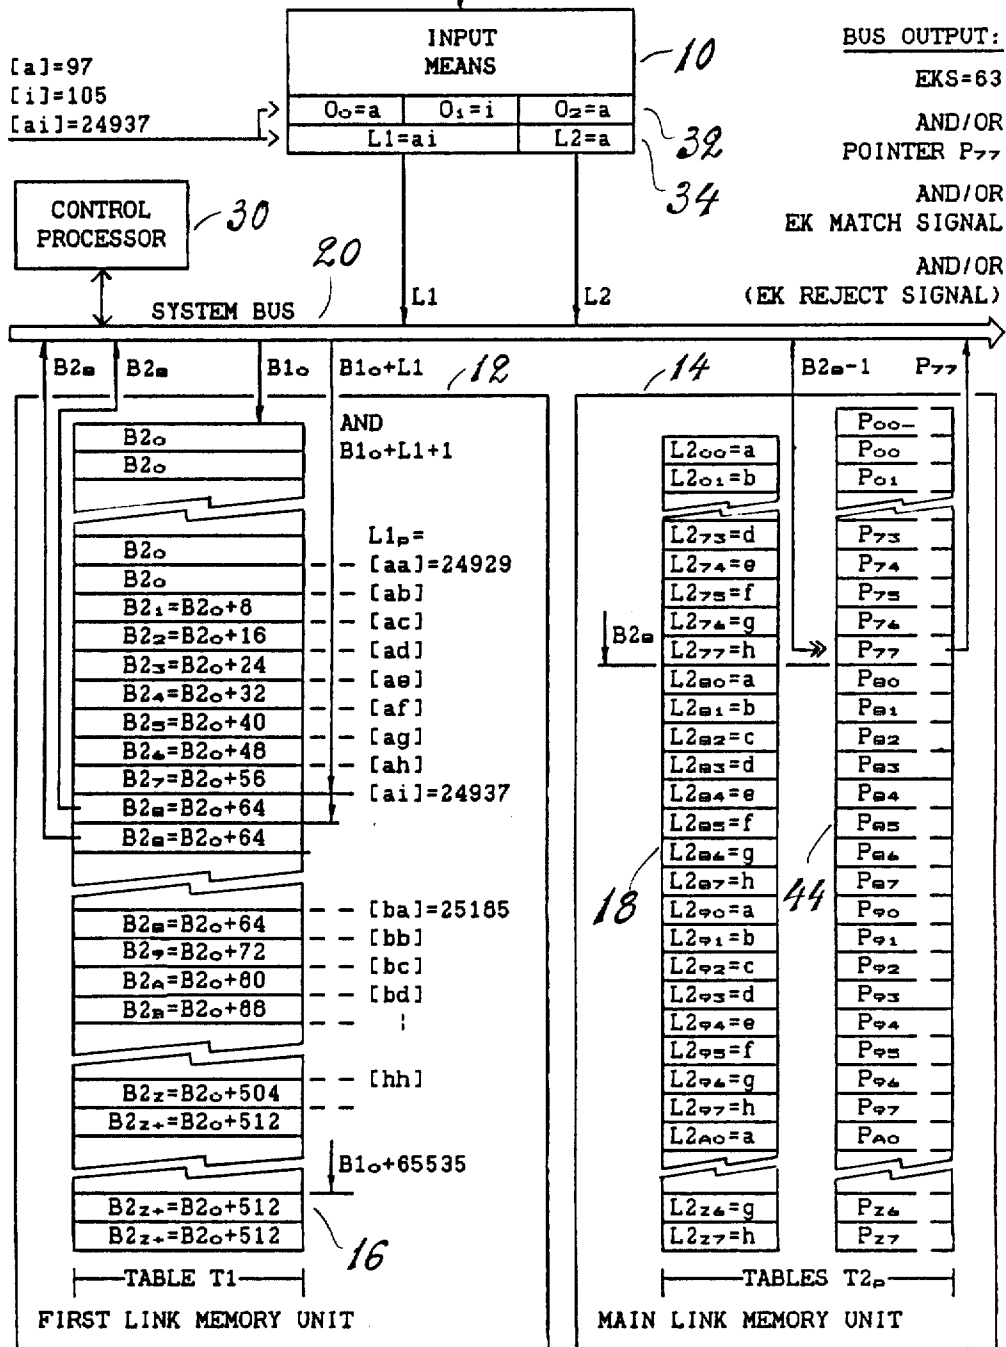 INPUT
MEANS
10
BUS OUTPUT:
[a]=97
[i]=105
[ai]=24937
EKS=63
O₀=a O₁=i O₂=a
L1=ai L2=a
32
34
AND/OR
POINTER P₇₇
AND/OR
EK MATCH SIGNAL
AND/OR
(EK REJECT SIGNAL)
CONTROL
PROCESSOR
30
20
L1 L2
SYSTEM BUS
B2₈ B2₈ B1₀ B1₀+L1 12 14 B2₈-1 P₇₇
AND
B1₀+L1+1
B2₀
B2₀
B2₀
B2₀
B2₁=B2₀+8
B2₂=B2₀+16
B2₃=B2₀+24
B2₄=B2₀+32
B2₅=B2₀+40
B2₆=B2₀+48
B2₇=B2₀+56
B2₈=B2₀+64
B2₈=B2₀+64
B2₈=B2₀+64
B2₉=B2₀+72
B2ᴀ=B2₀+80
B2ʙ=B2₀+88
B2z=B2₀+504
B2z+=B2₀+512
B2z+=B2₀+512
B2z+=B2₀+512
L1ₚ=
[aa]=24929
[ab]
[ac]
[ad]
[ae]
[af]
[ag]
[ah]
[ai]=24937
[ba]=25185
[bb]
[bc]
[bd]
[hh]
B1₀+65535
16
TABLE T1
FIRST LINK MEMORY UNIT
B2₈
L2₀₀=a
L2₀₁=b
L2₇₃=d
L2₇₄=e
L2₇₅=f
L2₇₆=g
L2₇₇=h
L2₈₀=a
L2₈₁=b
L2₈₂=c
L2₈₃=d
L2₈₄=e
L2₈₅=f
L2₈₆=g
L2₈₇=h
L2₉₀=a
L2₉₁=b
L2₉₂=c
L2₉₃=d
L2₉₄=e
L2₉₅=f
L2₉₆=g
L2₉₇=h
L2ᴀ₀=a
L2z₆=g
L2z₇=h
18
44
P₀₀₋
P₀₀
P₀₁
P₇₃
P₇₄
P₇₅
P₇₆
P₇₇
P₈₀
P₈₁
P₈₂
P₈₃
P₈₄
P₈₅
P₈₆
P₈₇
P₉₀
P₉₁
P₉₂
P₉₃
P₉₄
P₉₅
P₉₆
P₉₇
Pᴀ₀
Pz₆
Pz₇
TABLES T2ₚ
MAIN LINK MEMORY UNIT